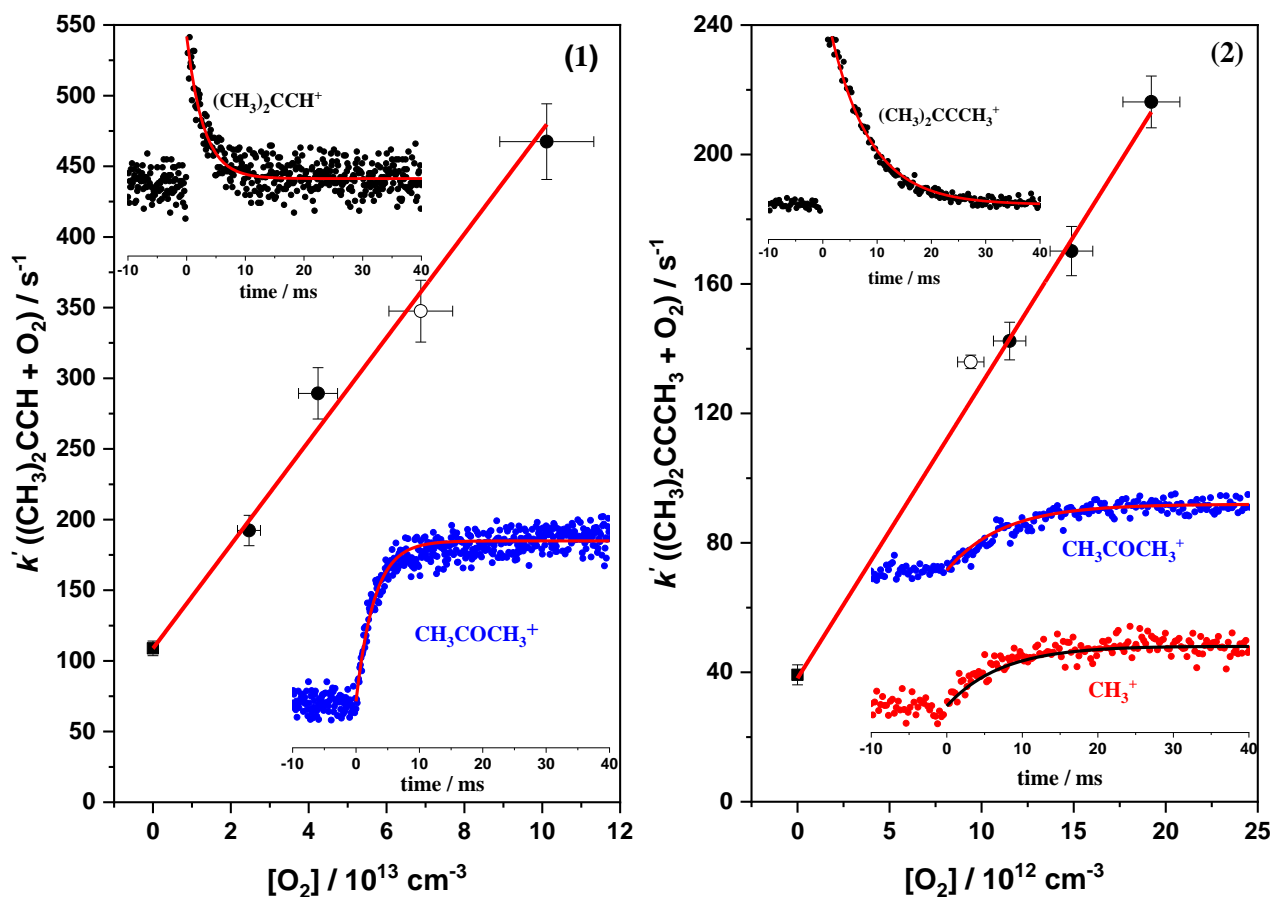 (1)
k′ ((CH₃)₂CCH + O₂) / s⁻¹
550
500
450
400
350
300
250
200
150
100
50
0
(CH₃)₂CCH⁺
-10 0 10 20 30 40
time / ms
CH₃COCH₃⁺
-10 0 10 20 30 40
time / ms
0 2 4 6 8 10 12
[O₂] / 10¹³ cm⁻³
(2)
k′ ((CH₃)₂CCCH₃ + O₂) / s⁻¹
240
200
160
120
80
40
0
(CH₃)₂CCCH₃⁺
-10 0 10 20 30 40
time / ms
CH₃COCH₃⁺
CH₃⁺
-10 0 10 20 30 40
time / ms
0 5 10 15 20 25
[O₂] / 10¹² cm⁻³